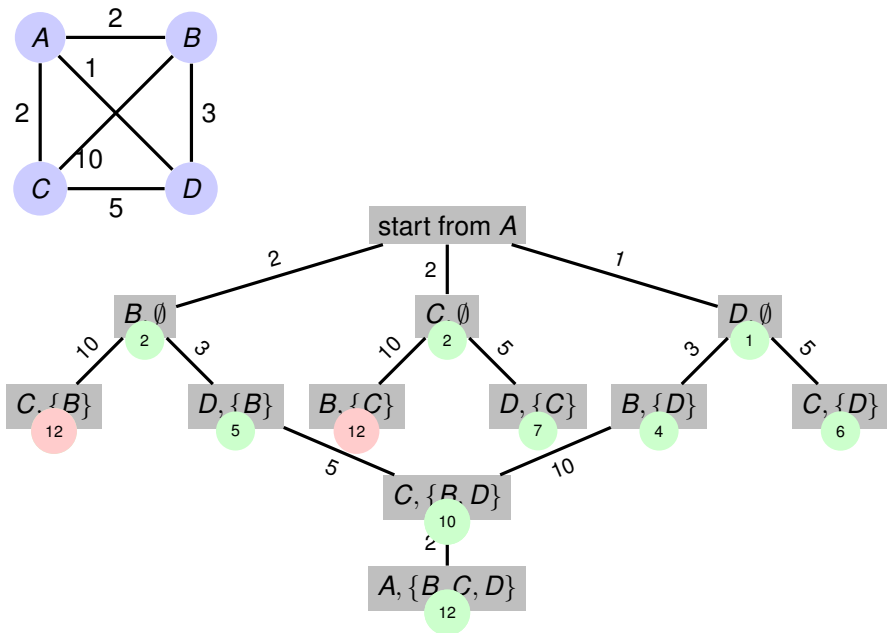 2
A B
1
2 3
10
C D
5
start from A
2 2 1
B, ∅ C, ∅ D, ∅
2 2 1
10 3 10 5 3 5
C, {B} D, {B} B, {C} D, {C} B, {D} C, {D}
12 5 12 7 4 6
5 10
C, {B, D}
10
2
A, {B, C, D}
12